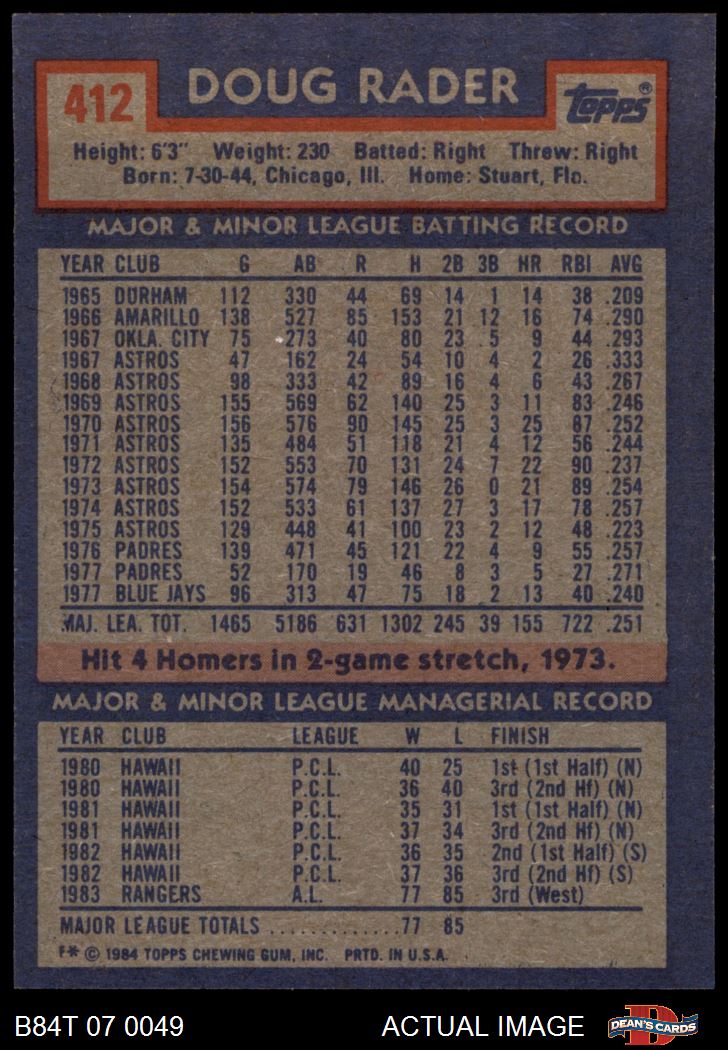 412 DOUG RADER Topps®
Height: 6'3" Weight: 230 Batted: Right Threw: Right
Born: 7-30-44, Chicago, Ill. Home: Stuart, Fla.
MAJOR & MINOR LEAGUE BATTING RECORD
YEAR CLUB G AB R H 2B 3B HR RBI AVG
1965 DURHAM 112 330 44 69 14 1 14 38 .209
1966 AMARILLO 138 527 85 153 21 12 16 74 .290
1967 OKLA. CITY 75 273 40 80 23 5 9 44 .293
1967 ASTROS 47 162 24 54 10 4 2 26 .333
1968 ASTROS 98 333 42 89 16 4 6 43 .267
1969 ASTROS 155 569 62 140 25 3 11 83 .246
1970 ASTROS 156 576 90 145 25 3 25 87 .252
1971 ASTROS 135 484 51 118 21 4 12 56 .244
1972 ASTROS 152 553 70 131 24 7 22 90 .237
1973 ASTROS 154 574 79 146 26 0 21 89 .254
1974 ASTROS 152 533 61 137 27 3 17 78 .257
1975 ASTROS 129 448 41 100 23 2 12 48 .223
1976 PADRES 139 471 45 121 22 4 9 55 .257
1977 PADRES 52 170 19 46 8 3 5 27 .271
1977 BLUE JAYS 96 313 47 75 18 2 13 40 .240
MAJ. LEA. TOT. 1465 5186 631 1302 245 39 155 722 .251
Hit 4 Homers in 2-game stretch, 1973.
MAJOR & MINOR LEAGUE MANAGERIAL RECORD
YEAR CLUB LEAGUE W L FINISH
1980 HAWAII P.C.L. 40 25 1st (1st Half) (N)
1980 HAWAII P.C.L. 36 40 3rd (2nd Hf) (N)
1981 HAWAII P.C.L. 35 31 1st (1st Half) (N)
1981 HAWAII P.C.L. 37 34 3rd (2nd Hf) (N)
1982 HAWAII P.C.L. 36 35 2nd (1st Half) (S)
1982 HAWAII P.C.L. 37 36 3rd (2nd Hf) (S)
1983 RANGERS A.L. 77 85 3rd (West)
MAJOR LEAGUE TOTALS .............77 85
F* © 1984 TOPPS CHEWING GUM, INC. PRTD. IN U.S.A.
B84T 07 0049 ACTUAL IMAGE D DEAN'S CARDS